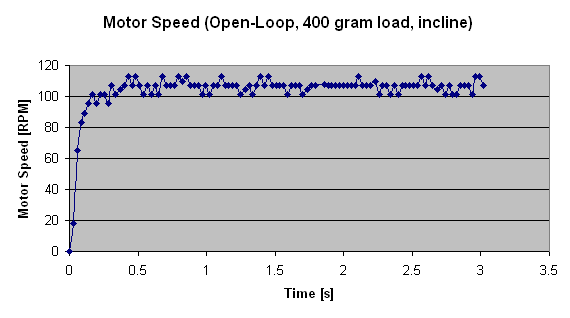 Motor Speed (Open-Loop, 400 gram load, incline)
120
100
80
60
40
20
0
Motor Speed [RPM]
0 0.5 1 1.5 2 2.5 3 3.5
Time [s]